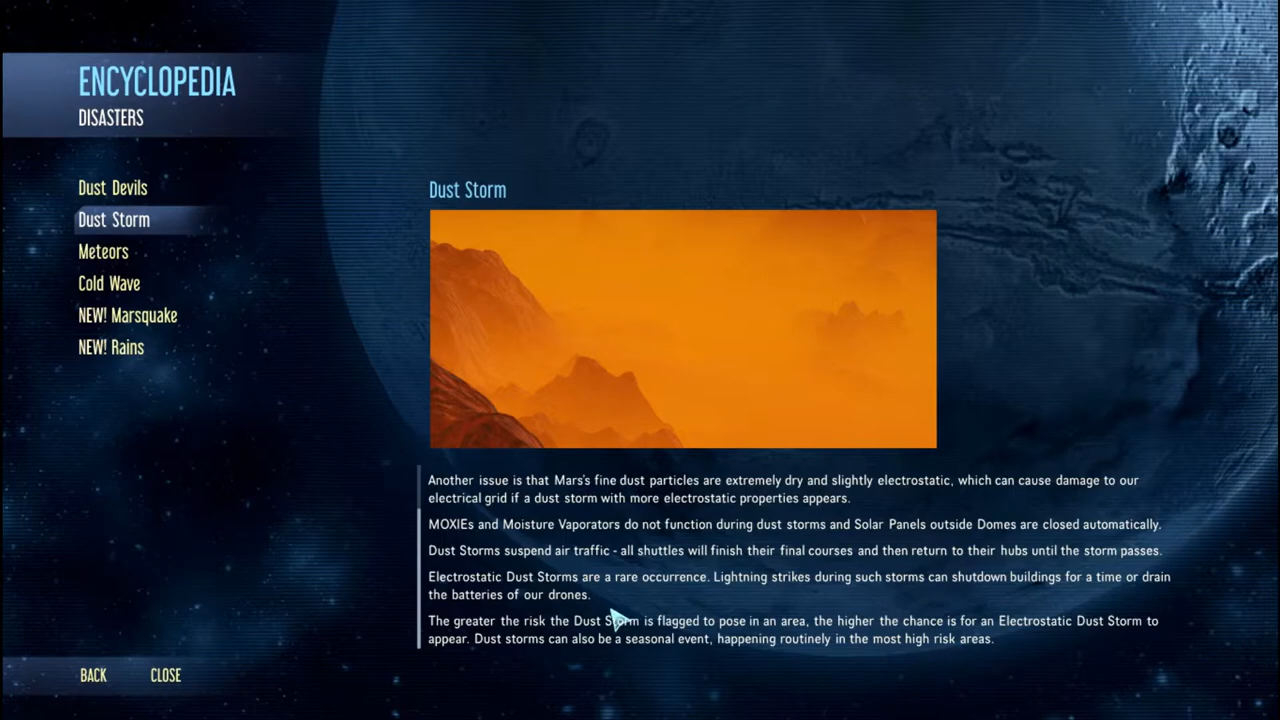 ENCYCLOPEDIA
DISASTERS
Dust Devils
Dust Storm
Meteors
Cold Wave
NEW! Marsquake
NEW! Rains
Dust Storm
Another issue is that Mars's fine dust particles are extremely dry and slightly electrostatic, which can cause damage to our
electrical grid if a dust storm with more electrostatic properties appears.
MOXIEs and Moisture Vaporators do not function during dust storms and Solar Panels outside Domes are closed automatically.
Dust Storms suspend air traffic - all shuttles will finish their final courses and then return to their hubs until the storm passes.
Electrostatic Dust Storms are a rare occurrence. Lightning strikes during such storms can shutdown buildings for a time or drain
the batteries of our drones.
The greater the risk the Dust Storm is flagged to pose in an area, the higher the chance is for an Electrostatic Dust Storm to
appear. Dust storms can also be a seasonal event, happening routinely in the most high risk areas.
BACK
CLOSE